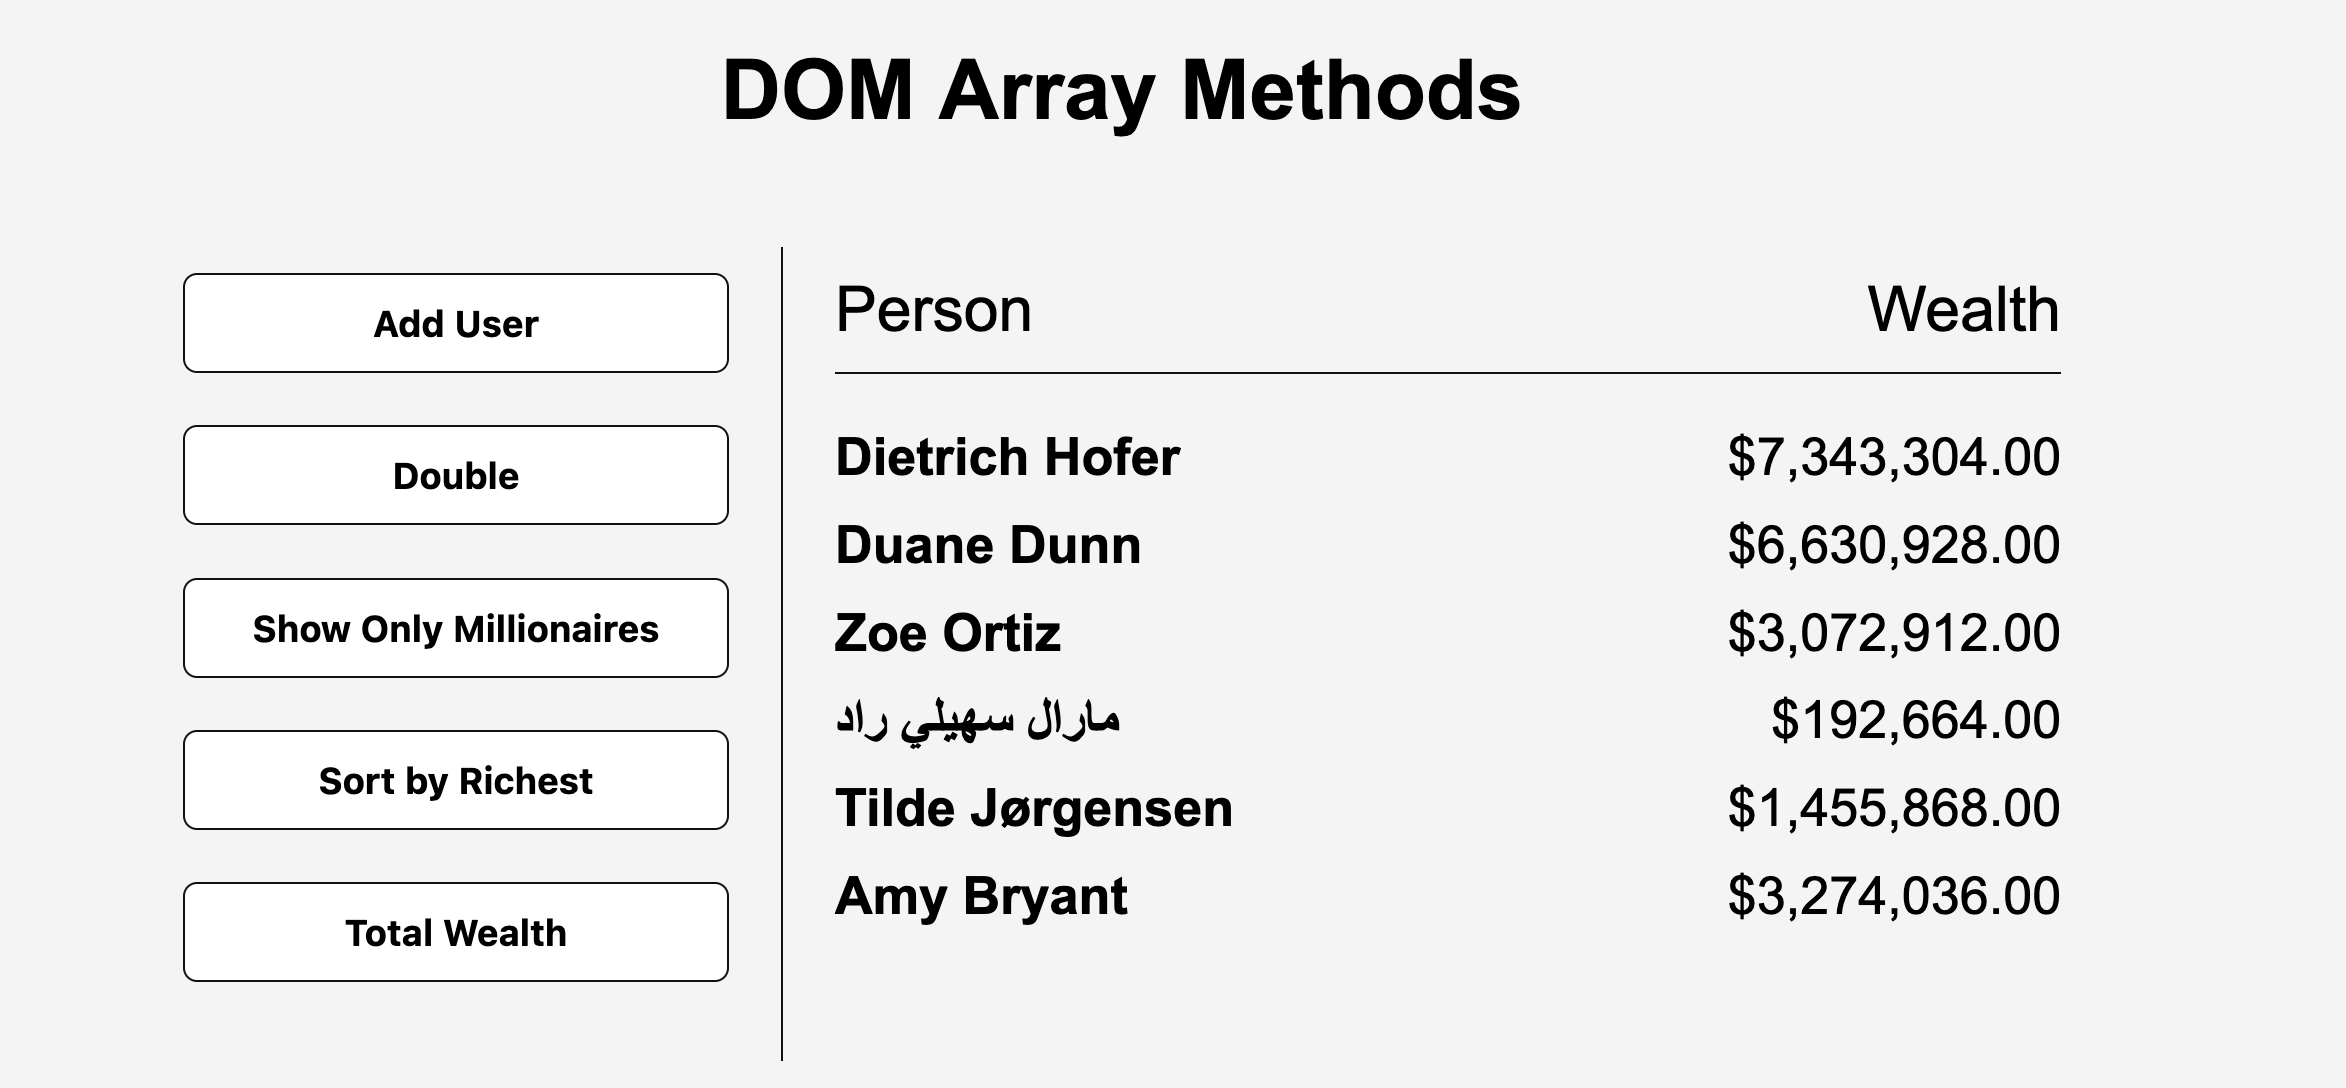 DOM Array Methods
Add User
Double
Show Only Millionaires
Sort by Richest
Total Wealth
Person Wealth
Dietrich Hofer $7,343,304.00
Duane Dunn $6,630,928.00
Zoe Ortiz $3,072,912.00
مارال سهيلي راد $192,664.00
Tilde Jørgensen $1,455,868.00
Amy Bryant $3,274,036.00